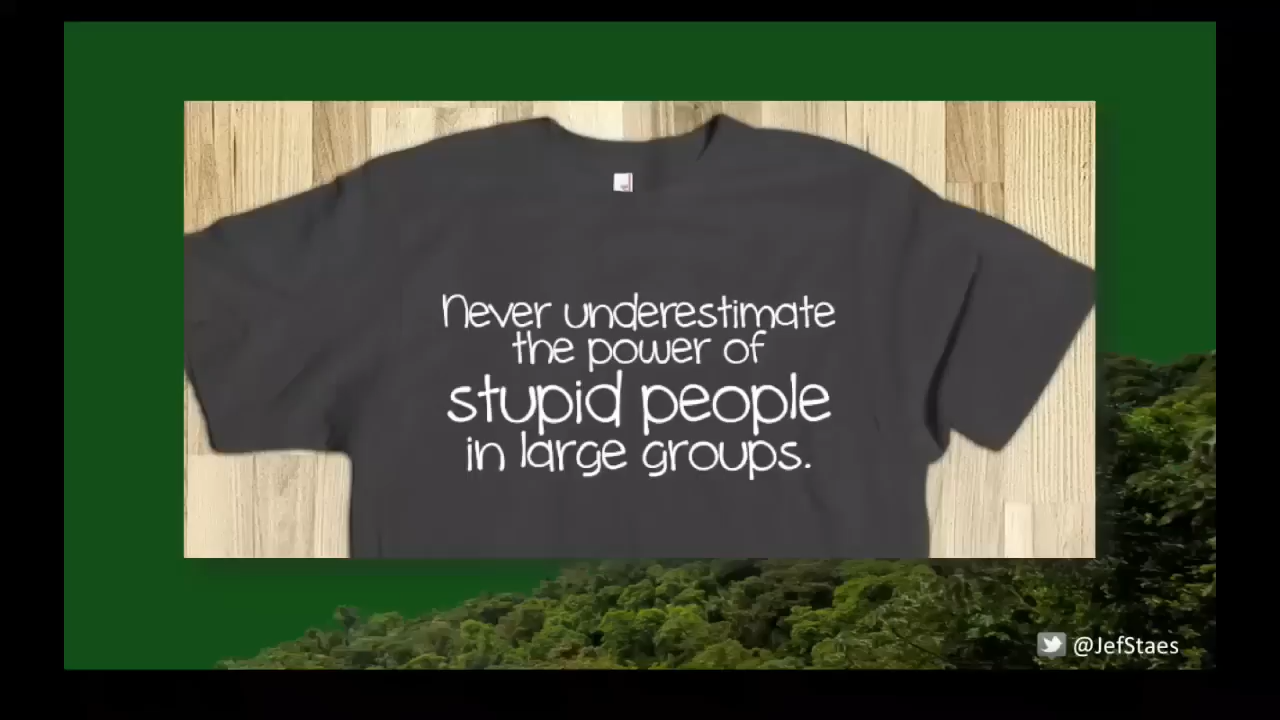 Never underestimate
the power of
stupid people
in large groups.
@JefStaes